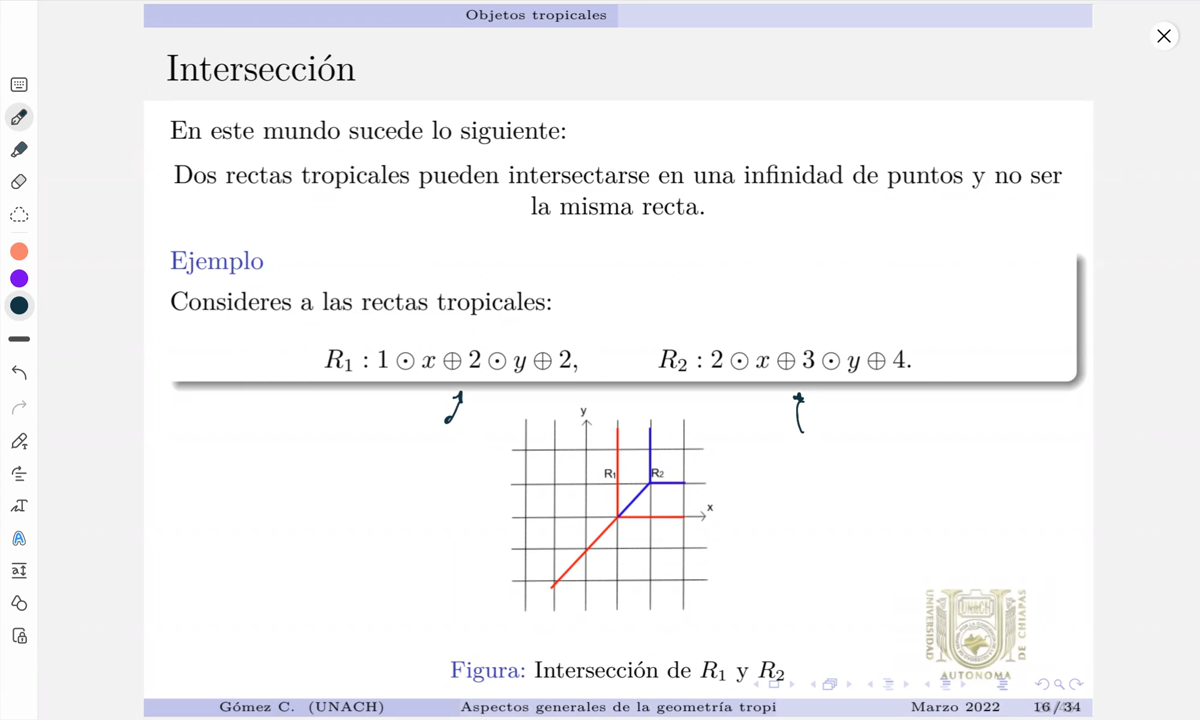 Objetos tropicales
Intersección
En este mundo sucede lo siguiente:
Dos rectas tropicales pueden intersectarse en una infinidad de puntos y no ser
la misma recta.
Ejemplo
Consideres a las rectas tropicales:
R₁ : 1 ⊙ x ⊕ 2 ⊙ y ⊕ 2, R₂ : 2 ⊙ x ⊕ 3 ⊙ y ⊕ 4.
y
R₁ R₂
x
UNIVERSIDAD
UNACH
DE CHIAPAS
AUTONOMA
Figura: Intersección de R₁ y R₂
Gómez C. (UNACH) Aspectos generales de la geometría tropi Marzo 2022 16/34